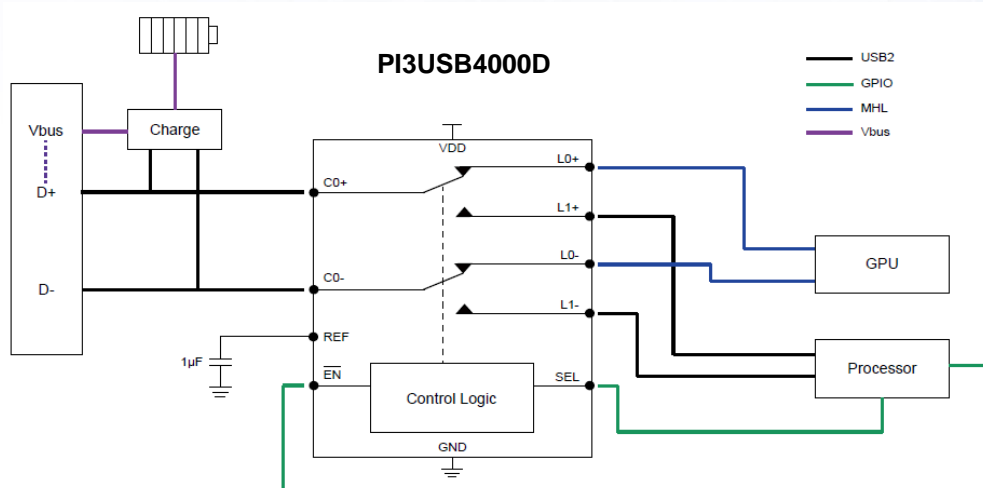 PI3USB4000D
USB2
GPIO
MHL
Vbus
Vbus
Charge
D+
D-
VDD
C0+
L0+
L1+
C0-
L0-
L1-
REF
1µF
EN
SEL
Control Logic
GND
GPU
Processor